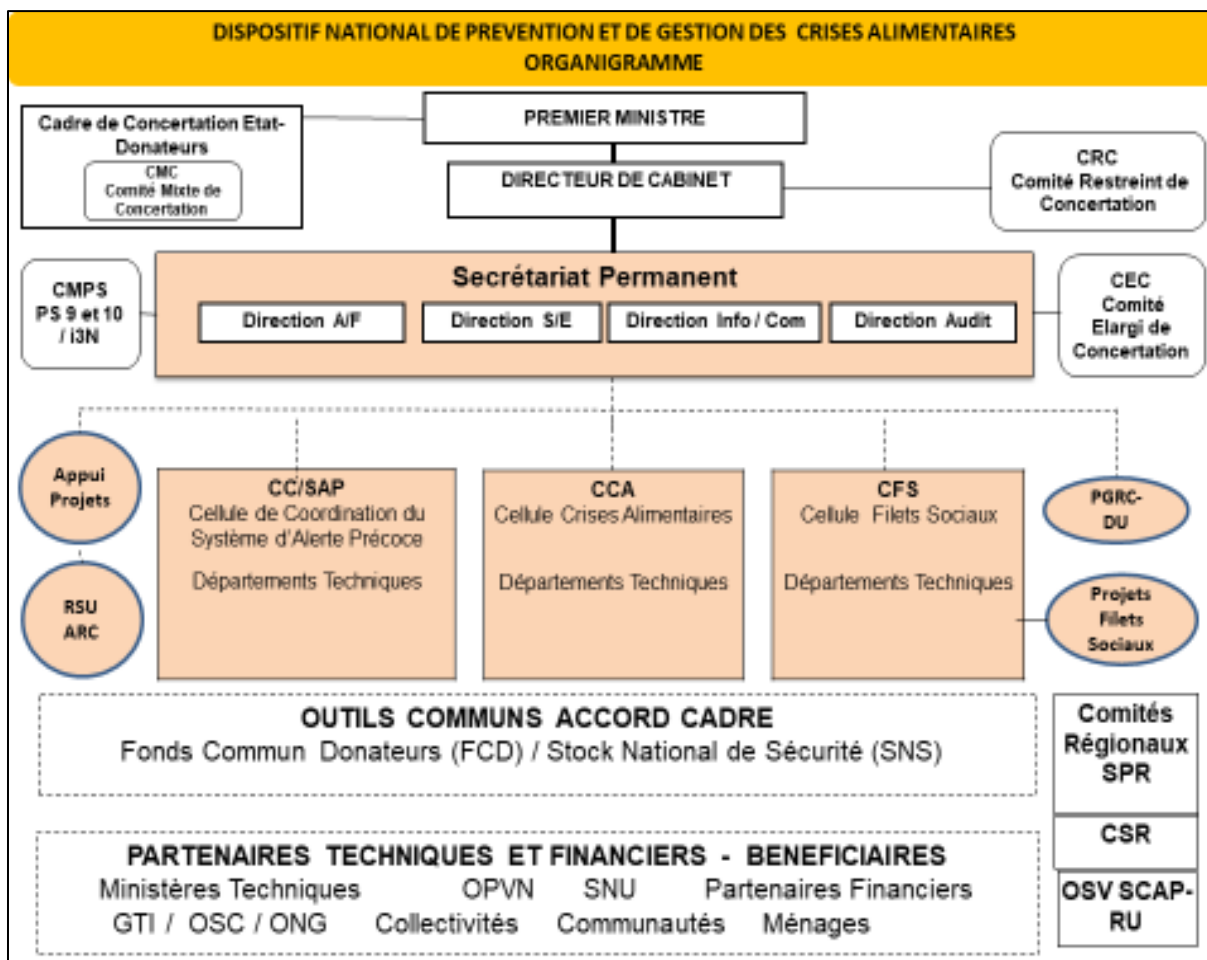 DISPOSITIF NATIONAL DE PREVENTION ET DE GESTION DES CRISES ALIMENTAIRES
ORGANIGRAMME
Cadre de Concertation Etat-
Donateurs
CMC
Comité Mixte de
Concertation
PREMIER MINISTRE
DIRECTEUR DE CABINET
CRC
Comité Restreint de
Concertation
CMPS
PS 9 et 10
/ i3N
Secrétariat Permanent
Direction A/F
Direction S/E
Direction Info / Com
Direction Audit
CEC
Comité
Elargi de
Concertation
Appui
Projets
RSU
ARC
CC/SAP
Cellule de Coordination du
Système d'Alerte Précoce
Départements Techniques
CCA
Cellule Crises Alimentaires
Départements Techniques
CFS
Cellule Filets Sociaux
Départements Techniques
PGRC-
DU
Projets
Filets
Sociaux
OUTILS COMMUNS ACCORD CADRE
Fonds Commun Donateurs (FCD) / Stock National de Sécurité (SNS)
Comités
Régionaux
SPR
CSR
OSV SCAP-
RU
PARTENAIRES TECHNIQUES ET FINANCIERS - BENEFICIAIRES
Ministères Techniques OPVN SNU Partenaires Financiers
GTI / OSC / ONG Collectivités Communautés Ménages